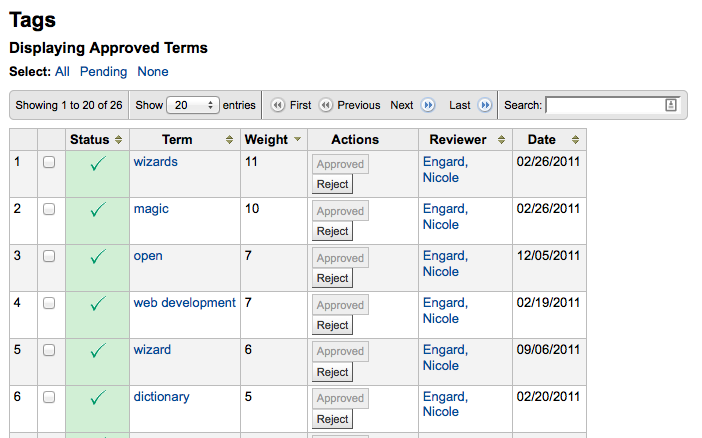 Tags
Displaying Approved Terms
Select: All Pending None
Showing 1 to 20 of 26 Show 20 entries First Previous Next Last Search:
Status Term Weight Actions Reviewer Date
1 wizards 11 Approved Engard, 02/26/2011
Reject Nicole
2 magic 10 Approved Engard, 02/26/2011
Reject Nicole
3 open 7 Approved Engard, 12/05/2011
Reject Nicole
4 web development 7 Approved Engard, 02/19/2011
Reject Nicole
5 wizard 6 Approved Engard, 09/06/2011
Reject Nicole
6 dictionary 5 Approved Engard, 02/20/2011
Reject Nicole